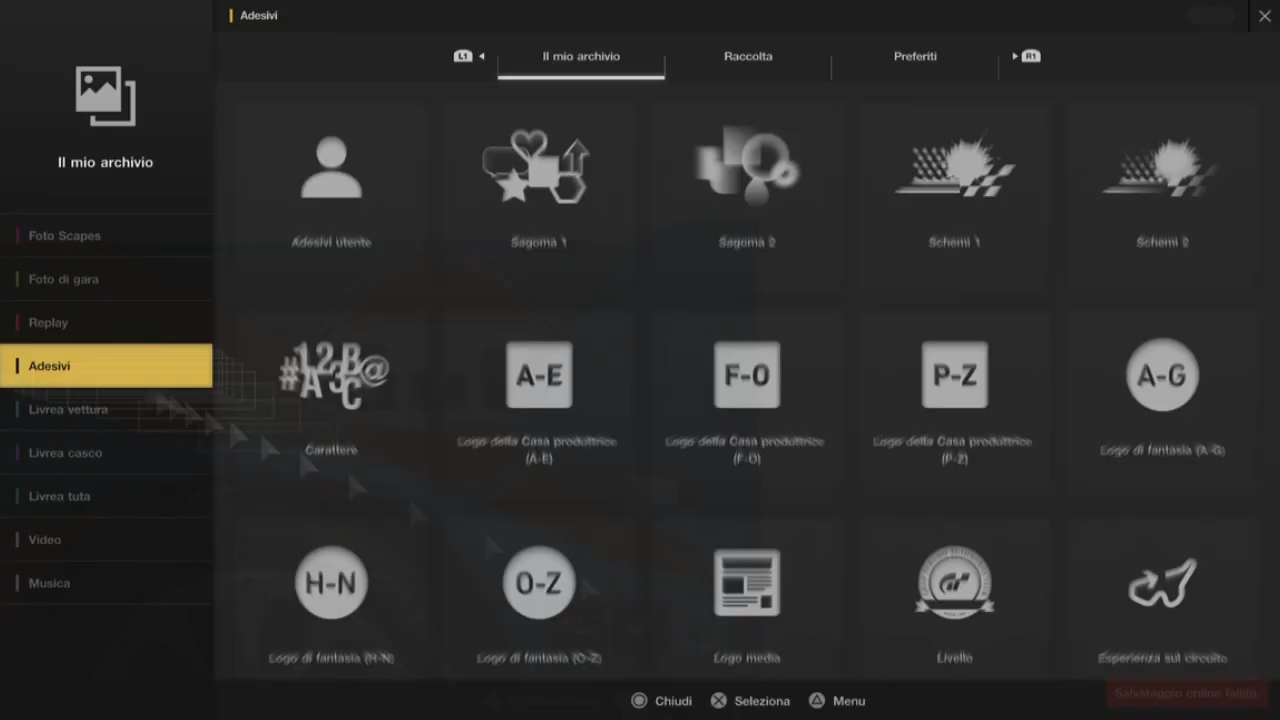 Adesivi
L1
Il mio archivio
Raccolta
Preferiti
R1
Il mio archivio
Foto Scapes
Foto di gara
Replay
Adesivi
Livrea vettura
Livrea casco
Livrea tuta
Video
Musica
Adesivi utente
Sagoma 1
Sagoma 2
Schemi 1
Schemi 2
#123ABC@
Carattere
A-E
Logo della Casa produttrice
(A-E)
F-O
Logo della Casa produttrice
(F-O)
P-Z
Logo della Casa produttrice
(P-Z)
A-G
Logo di fantasia (A-G)
H-N
Logo di fantasia (H-N)
O-Z
Logo di fantasia (O-Z)
Logo media
Livello
Esperienza sul circuito
Chiudi
Seleziona
Menu
Salvataggio online fallito.